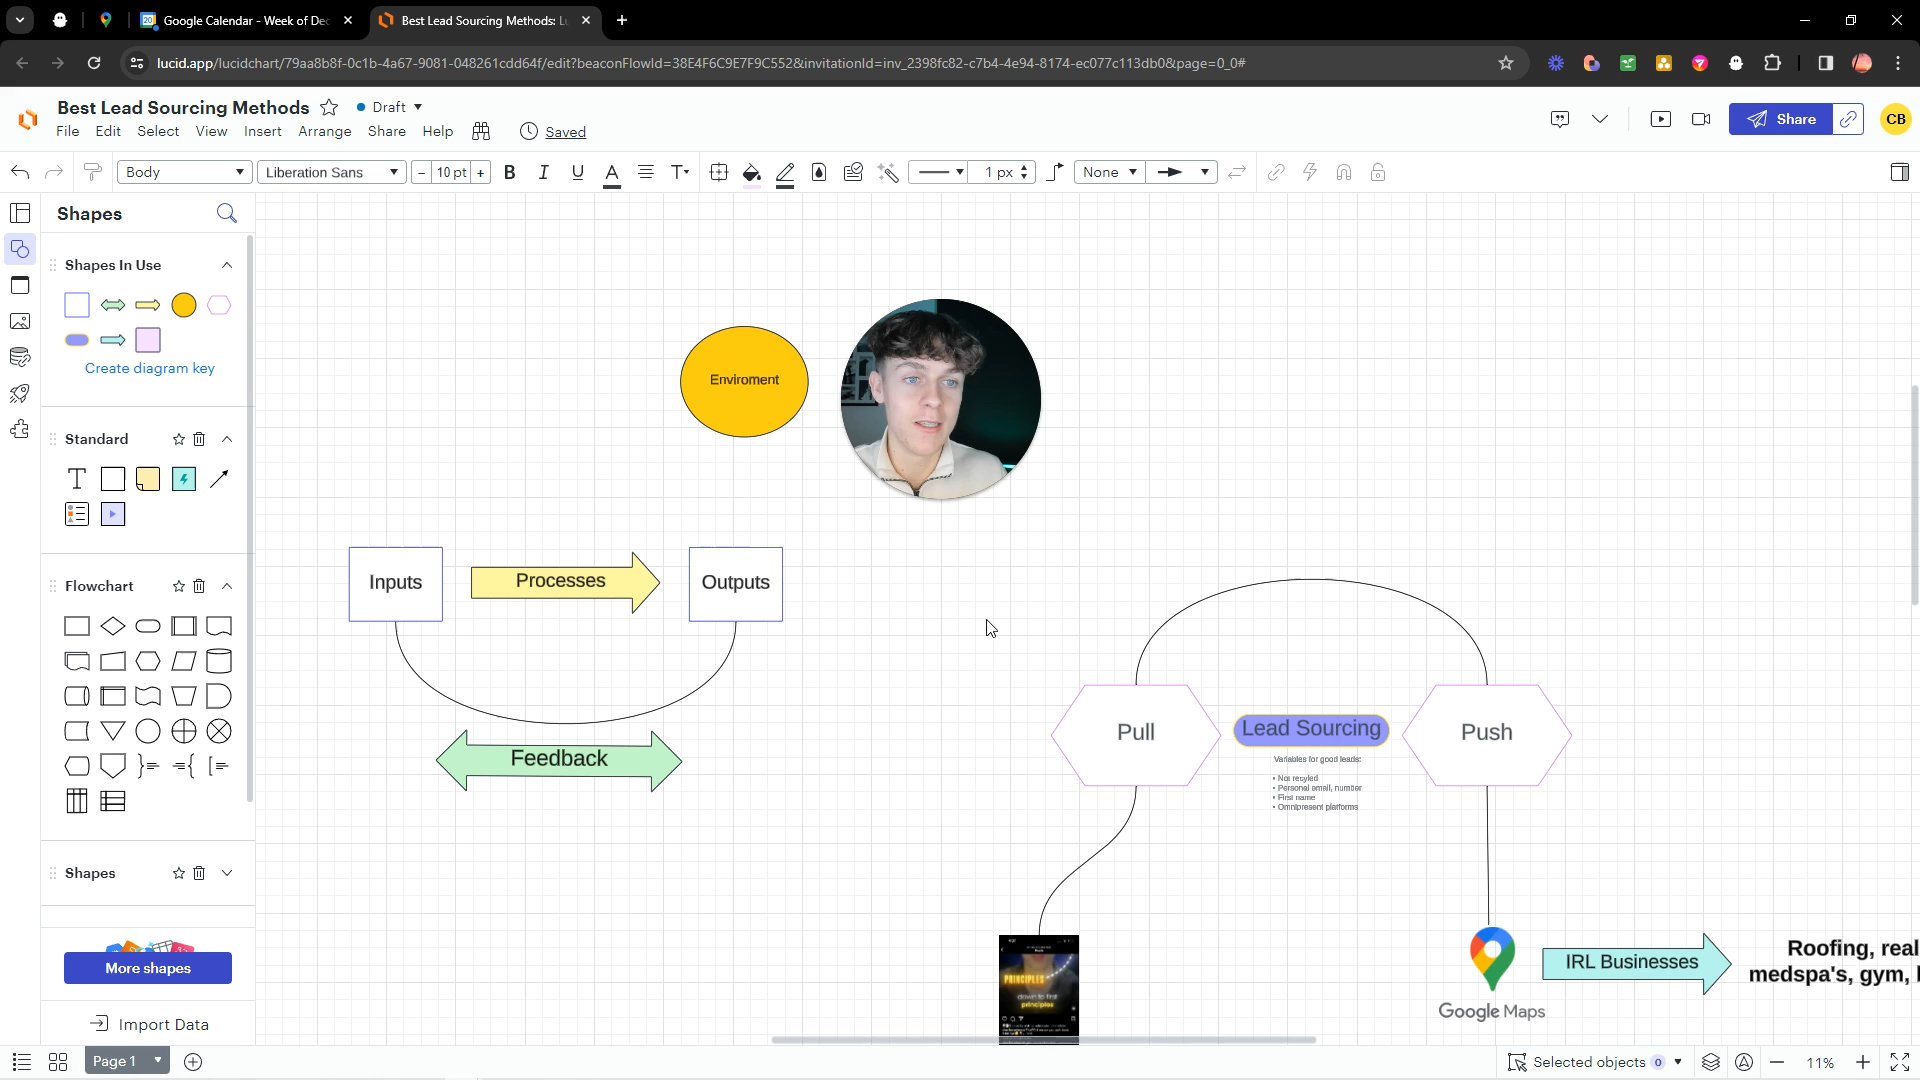 Google Calendar - Week of Dec
Best Lead Sourcing Methods: L
lucid.app/lucidchart/79aa8b8f-0c1b-4a67-9081-048261cdd64f/edit?beaconFlowId=38E4F6C9E7F9C552&invitationId=inv_2398fc82-c7b4-4e94-8174-ec077c113db0&page=0_0#
Best Lead Sourcing Methods
Draft
File Edit Select View Insert Arrange Share Help
Saved
Share
CB
Body
Liberation Sans
- 10 pt +
B I U A T
1 px
None
Shapes
Shapes In Use
Create diagram key
Standard
T
Flowchart
Shapes
More shapes
Import Data
Enviroment
Inputs
Processes
Outputs
Feedback
Pull
Lead Sourcing
Push
Variables for good leads:
• Not recyled
• Personal email, number
• First name
• Omnipresent platforms
PRINCIPLES
down to first
principles
Google Maps
IRL Businesses
Roofing, real
medspa's, gym,
Page 1
Selected objects 0
11%